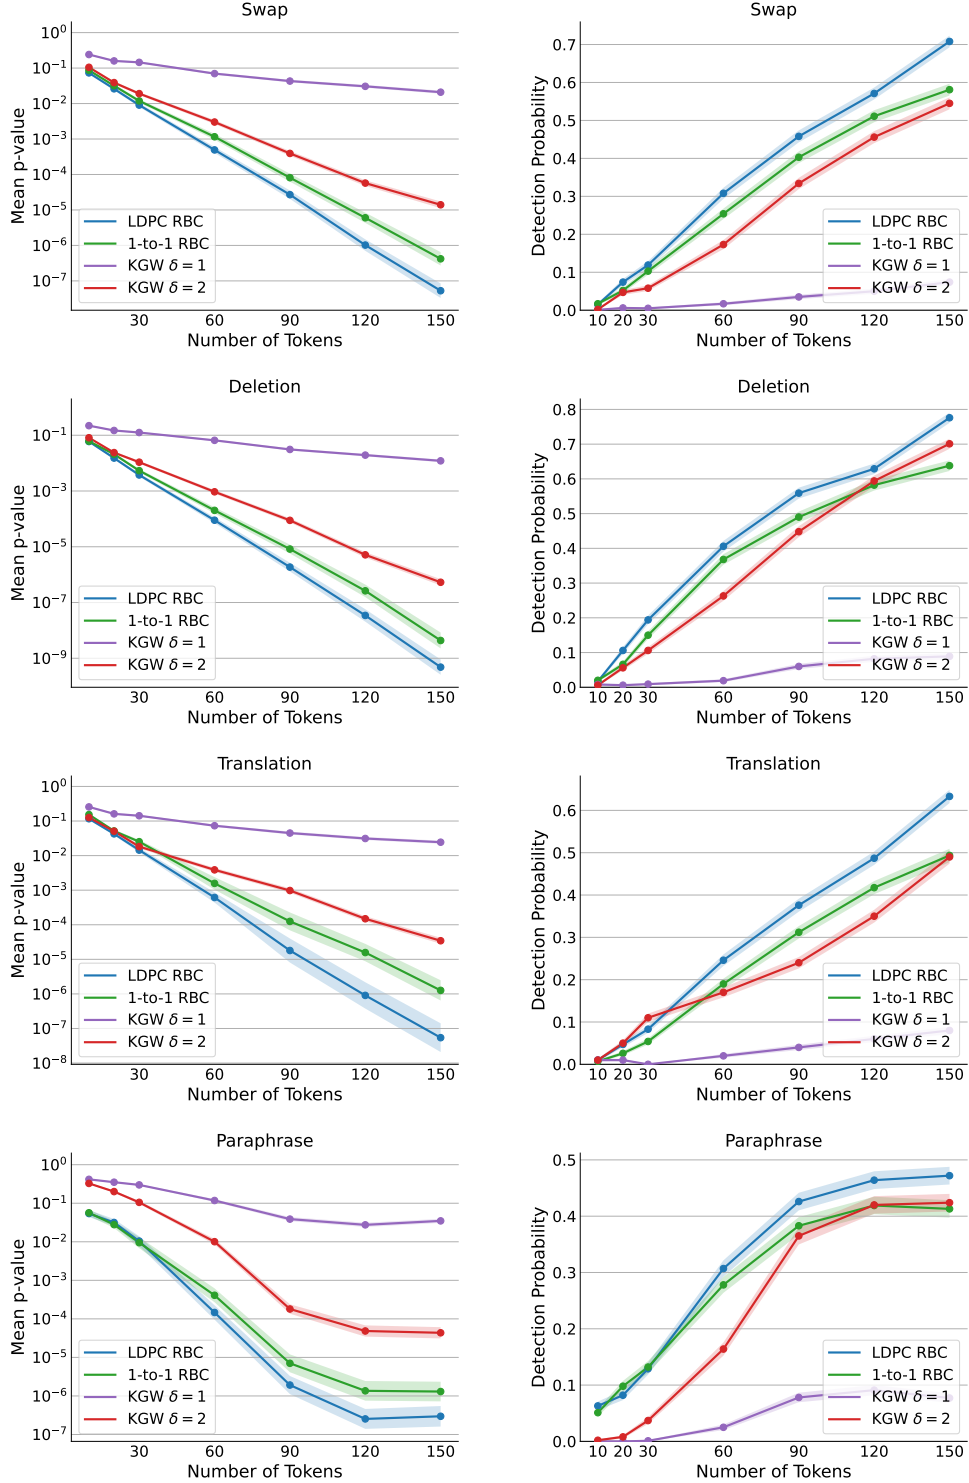 Swap
Mean p-value
10^0
10^-1
10^-2
10^-3
10^-4
10^-5
10^-6
10^-7
LDPC RBC
1-to-1 RBC
KGW δ = 1
KGW δ = 2
30 60 90 120 150
Number of Tokens
Swap
Detection Probability
0.7
0.6
0.5
0.4
0.3
0.2
0.1
0.0
LDPC RBC
1-to-1 RBC
KGW δ = 1
KGW δ = 2
10 20 30 60 90 120 150
Number of Tokens
Deletion
Mean p-value
10^-1
10^-3
10^-5
10^-7
10^-9
LDPC RBC
1-to-1 RBC
KGW δ = 1
KGW δ = 2
30 60 90 120 150
Number of Tokens
Deletion
Detection Probability
0.8
0.7
0.6
0.5
0.4
0.3
0.2
0.1
0.0
LDPC RBC
1-to-1 RBC
KGW δ = 1
KGW δ = 2
10 20 30 60 90 120 150
Number of Tokens
Translation
Mean p-value
10^0
10^-1
10^-2
10^-3
10^-4
10^-5
10^-6
10^-7
10^-8
LDPC RBC
1-to-1 RBC
KGW δ = 1
KGW δ = 2
30 60 90 120 150
Number of Tokens
Translation
Detection Probability
0.6
0.5
0.4
0.3
0.2
0.1
0.0
LDPC RBC
1-to-1 RBC
KGW δ = 1
KGW δ = 2
10 20 30 60 90 120 150
Number of Tokens
Paraphrase
Mean p-value
10^0
10^-1
10^-2
10^-3
10^-4
10^-5
10^-6
10^-7
LDPC RBC
1-to-1 RBC
KGW δ = 1
KGW δ = 2
30 60 90 120 150
Number of Tokens
Paraphrase
Detection Probability
0.5
0.4
0.3
0.2
0.1
0.0
LDPC RBC
1-to-1 RBC
KGW δ = 1
KGW δ = 2
10 20 30 60 90 120 150
Number of Tokens